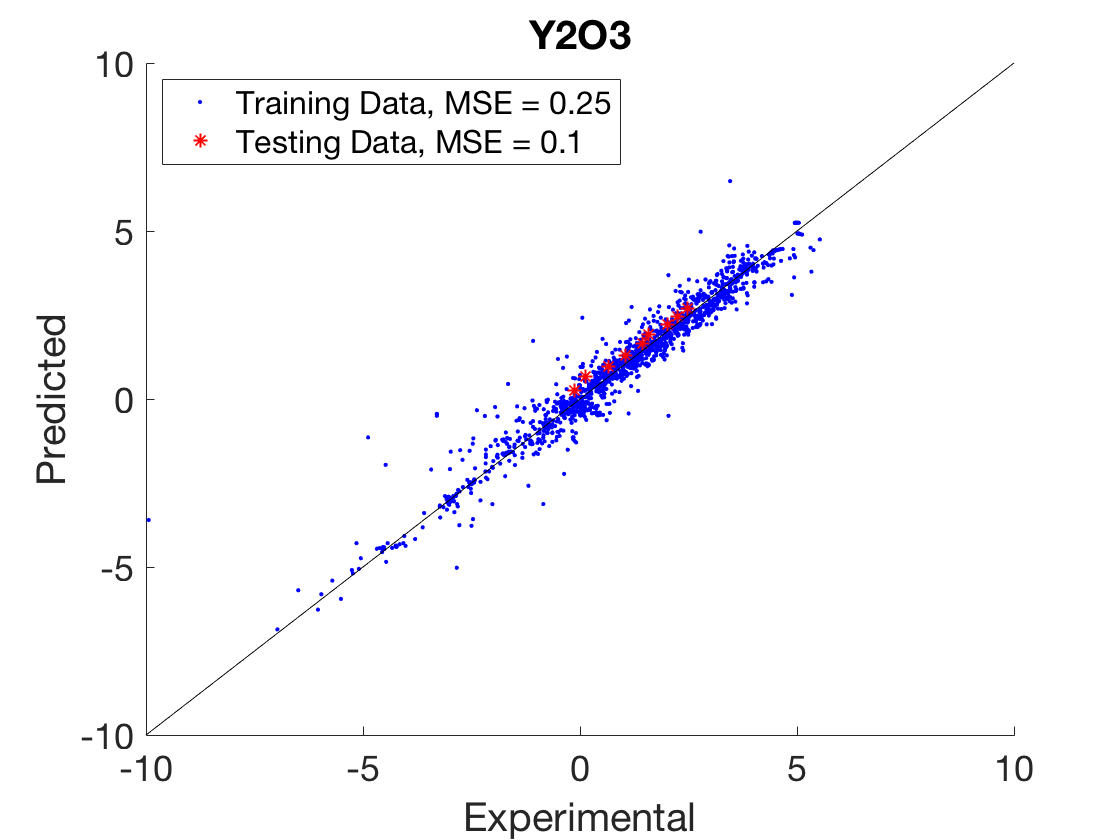 Y2O3
10
Training Data, MSE = 0.25
Testing Data, MSE = 0.1
5
Predicted
0
-5
-10
-10 -5 0 5 10
Experimental